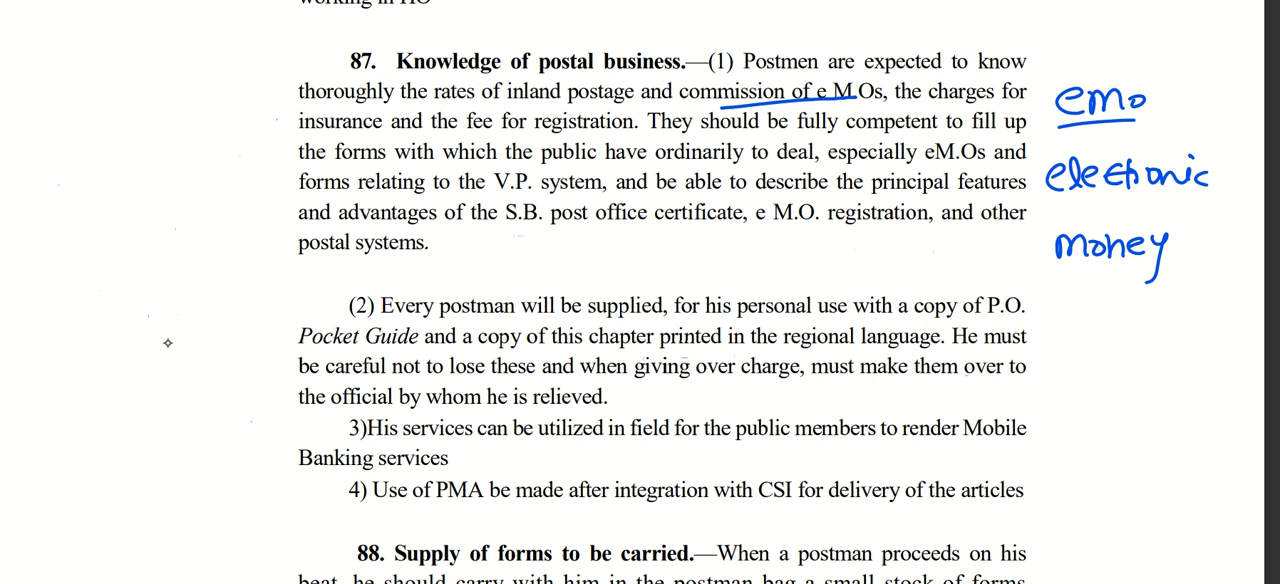 87. Knowledge of postal business.—(1) Postmen are expected to know
thoroughly the rates of inland postage and commission of e M.Os, the charges for
insurance and the fee for registration. They should be fully competent to fill up
the forms with which the public have ordinarily to deal, especially eM.Os and
forms relating to the V.P. system, and be able to describe the principal features
and advantages of the S.B. post office certificate, e M.O. registration, and other
postal systems.
emo
electronic
money
(2) Every postman will be supplied, for his personal use with a copy of P.O.
Pocket Guide and a copy of this chapter printed in the regional language. He must
be careful not to lose these and when giving over charge, must make them over to
the official by whom he is relieved.
3)His services can be utilized in field for the public members to render Mobile
Banking services
4) Use of PMA be made after integration with CSI for delivery of the articles
88. Supply of forms to be carried.—When a postman proceeds on his